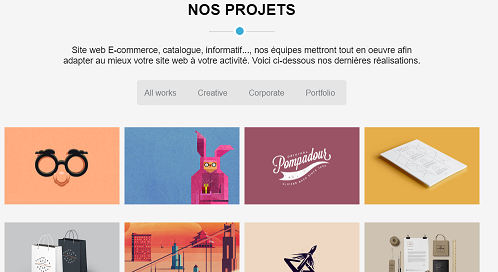 NOS PROJETS
Site web E-commerce, catalogue, informatif..., nos équipes mettront tout en oeuvre afin
adapter au mieux votre site web à votre activité. Voici ci-dessous nos dernières réalisations.
All works Creative Corporate Portfolio
ORIGINAL
Pompadour